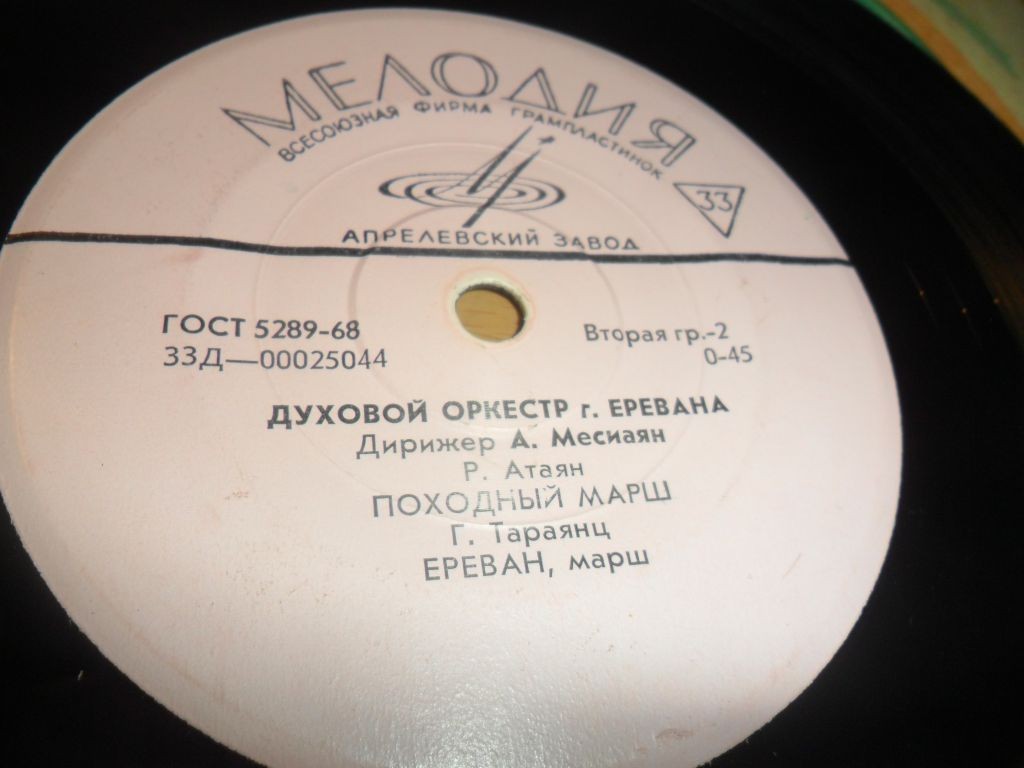 МЕЛОДИЯ
ВСЕСОЮЗНАЯ ФИРМА ГРАМПЛАСТИНОК
33
АПРЕЛЕВСКИЙ ЗАВОД
ГОСТ 5289-68
Вторая гр.-2
33Д—00025044
0-45
ДУХОВОЙ ОРКЕСТР г. ЕРЕВАНА
Дирижер А. Месиаян
Р. Атаян
ПОХОДНЫЙ МАРШ
Г. Тараянц
ЕРЕВАН, марш